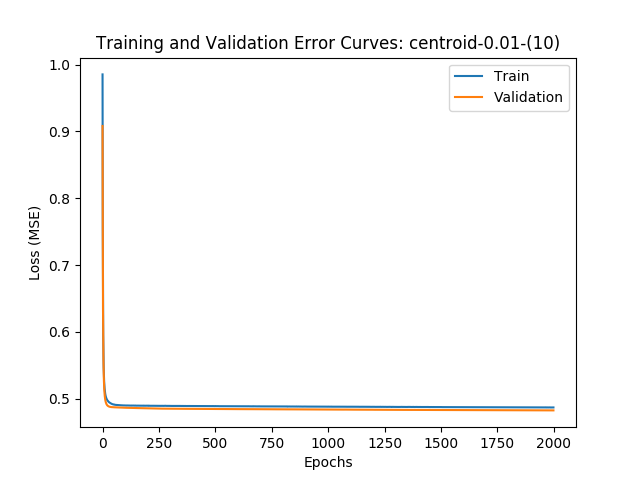 Training and Validation Error Curves: centroid-0.01-(10)
Train
Validation
1.0
0.9
0.8
0.7
0.6
0.5
Loss (MSE)
0 250 500 750 1000 1250 1500 1750 2000
Epochs